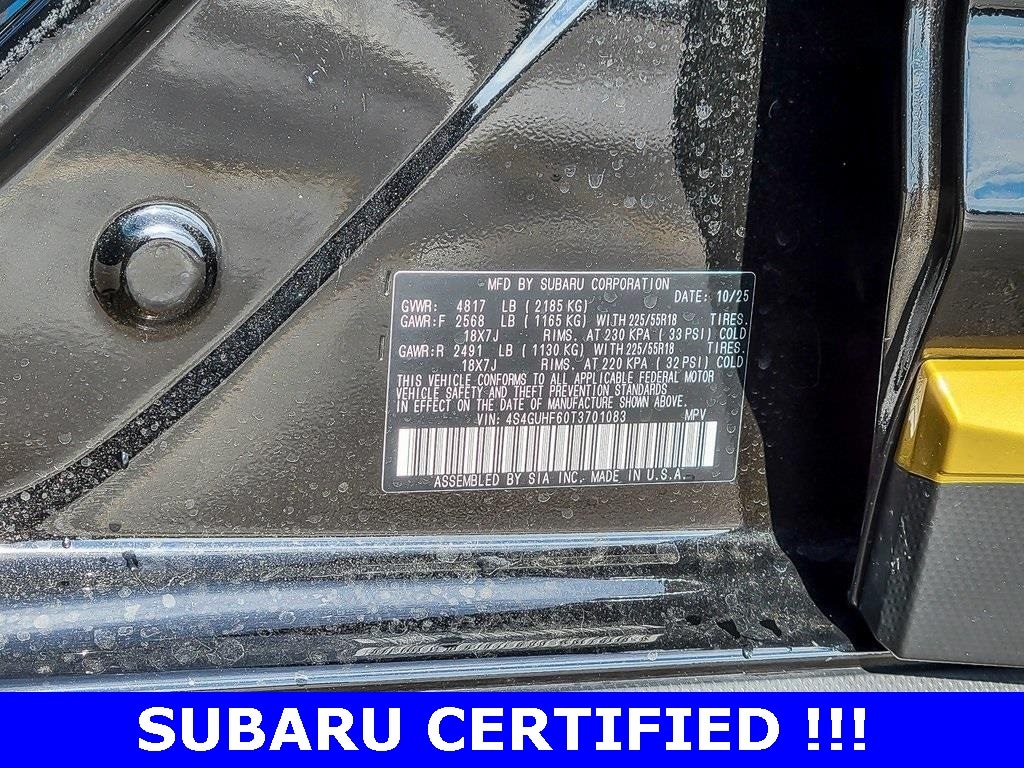 MFD BY SUBARU CORPORATION
DATE: 10/25
GVWR: 4817 LB (2185 KG)
GAWR:F 2568 LB (1165 KG) WITH 225/55R18 TIRES.
18X7J RIMS. AT 230 KPA (33 PSI) COLD
GAWR:R 2491 LB (1130 KG) WITH 225/55R18 TIRES.
18X7J RIMS. AT 220 KPA (32 PSI) COLD
THIS VEHICLE CONFORMS TO ALL APPLICABLE FEDERAL MOTOR
VEHICLE SAFETY AND THEFT PREVENTION STANDARDS
IN EFFECT ON THE DATE OF MANUFACTURE SHOWN ABOVE.
VIN: 4S4GUHF60T3701083 MPV
ASSEMBLED BY SIA INC. MADE IN U.S.A.
SUBARU CERTIFIED !!!